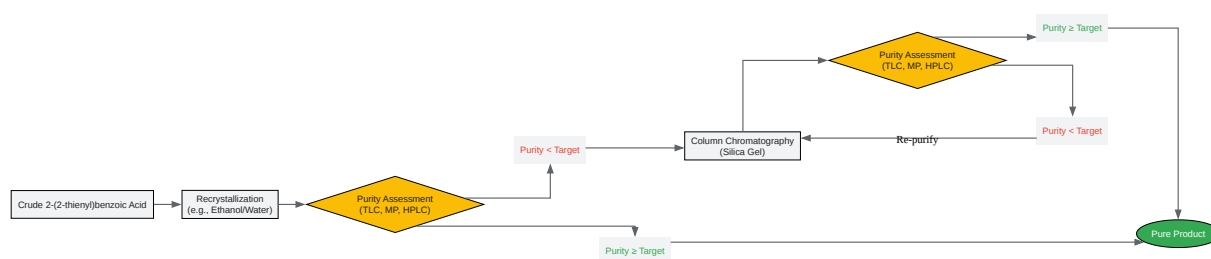 Crude 2-(2-thienyl)benzoic Acid
Recrystallization
(e.g., Ethanol/Water)
Purity Assessment
(TLC, MP, HPLC)
Purity < Target
Purity ≥ Target
Column Chromatography
(Silica Gel)
Purity Assessment
(TLC, MP, HPLC)
Purity ≥ Target
Purity < Target
Re-purify
Pure Product